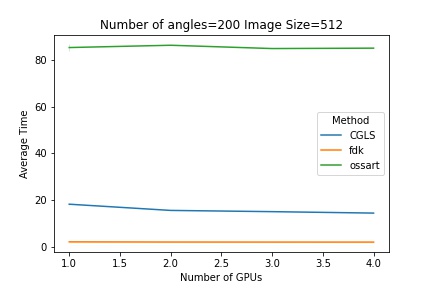 Number of angles=200 Image Size=512
Average Time
80
60
40
20
0
Method
CGLS
fdk
ossart
1.0 1.5 2.0 2.5 3.0 3.5 4.0
Number of GPUs